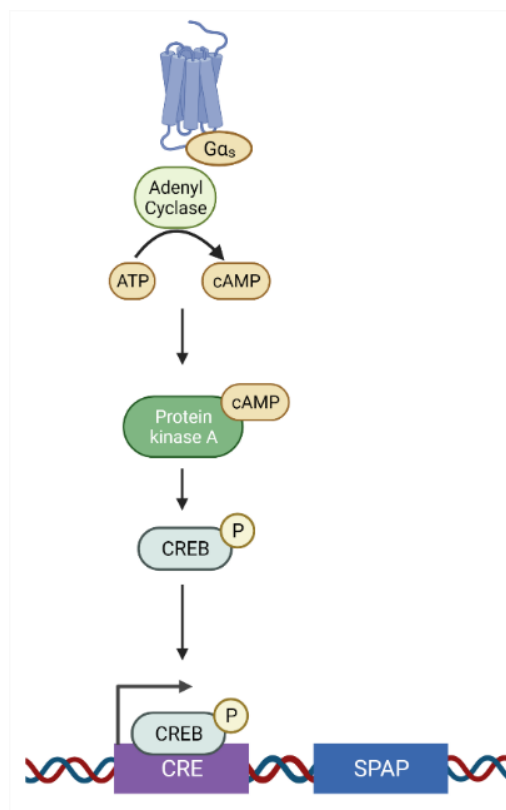 Gαₛ
Adenyl
Cyclase
ATP
cAMP
cAMP
Protein
kinase A
P
CREB
P
CREB
CRE
SPAP